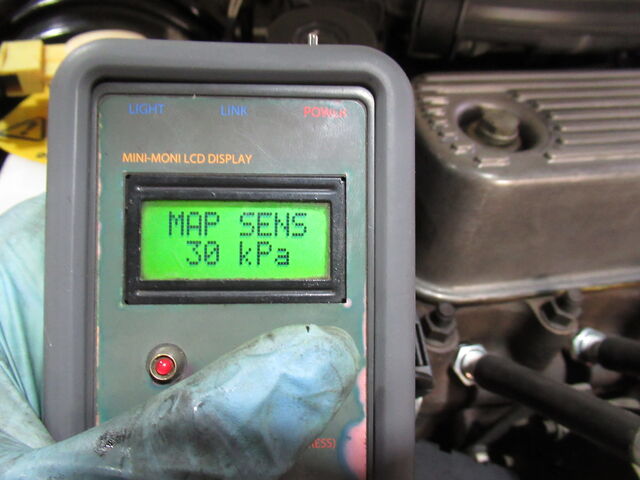 LIGHT LINK POWER
MINI-MONI LCD DISPLAY
MAP SENS
30 kPa